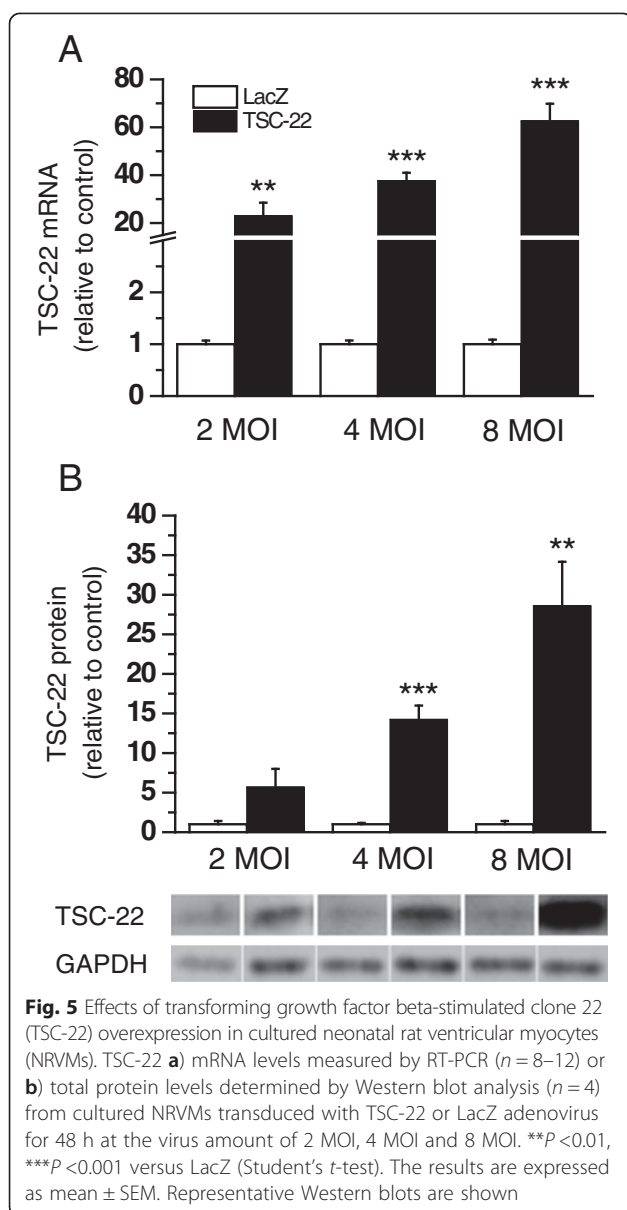 A
80
60
40
20
2
1
0
TSC-22 mRNA
(relative to control)
LacZ
TSC-22
**
***
***
2 MOI 4 MOI 8 MOI
B
40
35
30
25
20
15
10
5
0
TSC-22 protein
(relative to control)
***
**
2 MOI 4 MOI 8 MOI
TSC-22
GAPDH
Fig. 5 Effects of transforming growth factor beta-stimulated clone 22
(TSC-22) overexpression in cultured neonatal rat ventricular myocytes
(NRVMs). TSC-22 a) mRNA levels measured by RT-PCR (n = 8–12) or
b) total protein levels determined by Western blot analysis (n = 4)
from cultured NRVMs transduced with TSC-22 or LacZ adenovirus
for 48 h at the virus amount of 2 MOI, 4 MOI and 8 MOI. **P <0.01,
***P <0.001 versus LacZ (Student's t-test). The results are expressed
as mean ± SEM. Representative Western blots are shown